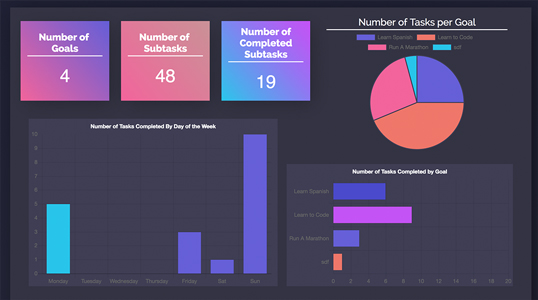 Number of
Goals
4
Number of
Subtasks
48
Number of
Completed
Subtasks
19
Number of Tasks per Goal
Learn Spanish
Learn to Code
Run A Marathon
sdf
Number of Tasks Completed By Day of the Week
10
9
8
7
6
5
4
3
2
1
0
Monday
Tuesday
Wednesday
Thursday
Friday
Sat
Sun
Number of Tasks Completed by Goal
Learn Spanish
Learn to Code
Run A Marathon
sdf
0
2
4
6
8
10
12
14
16
18
20